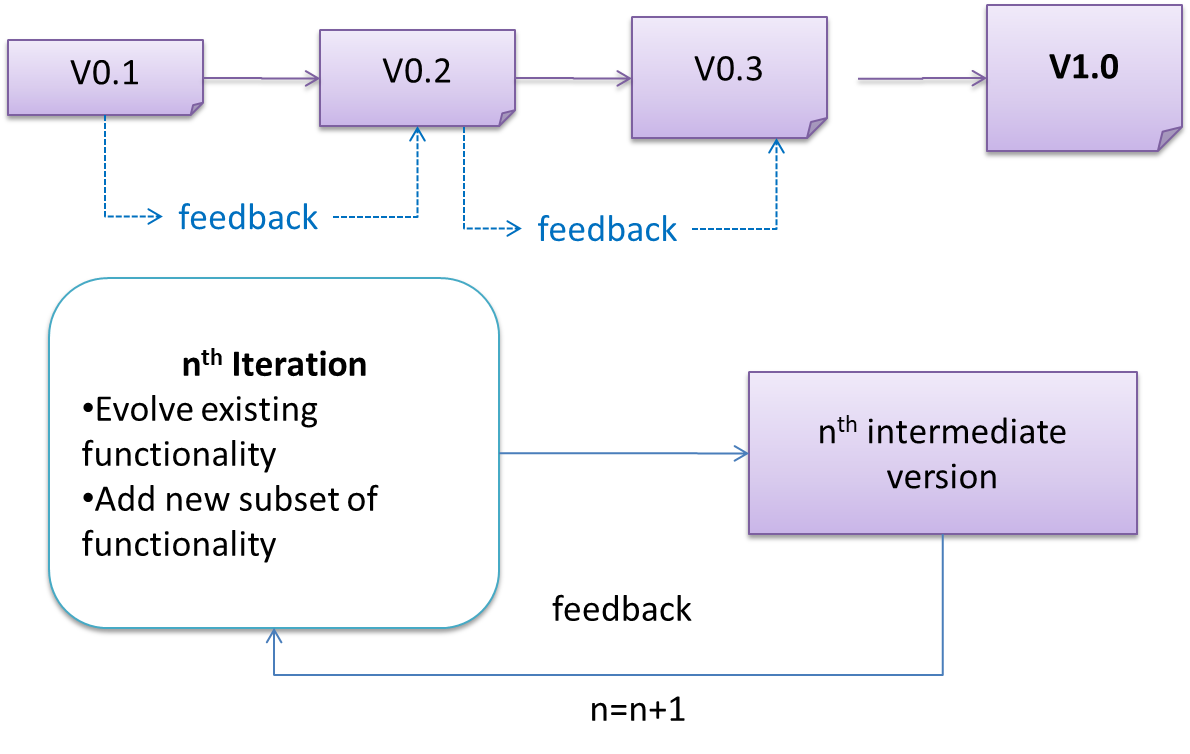 V0.1
V0.2
V0.3
V1.0
feedback
feedback
nth Iteration
•Evolve existing
functionality
•Add new subset of
functionality
nth intermediate
version
feedback
n=n+1